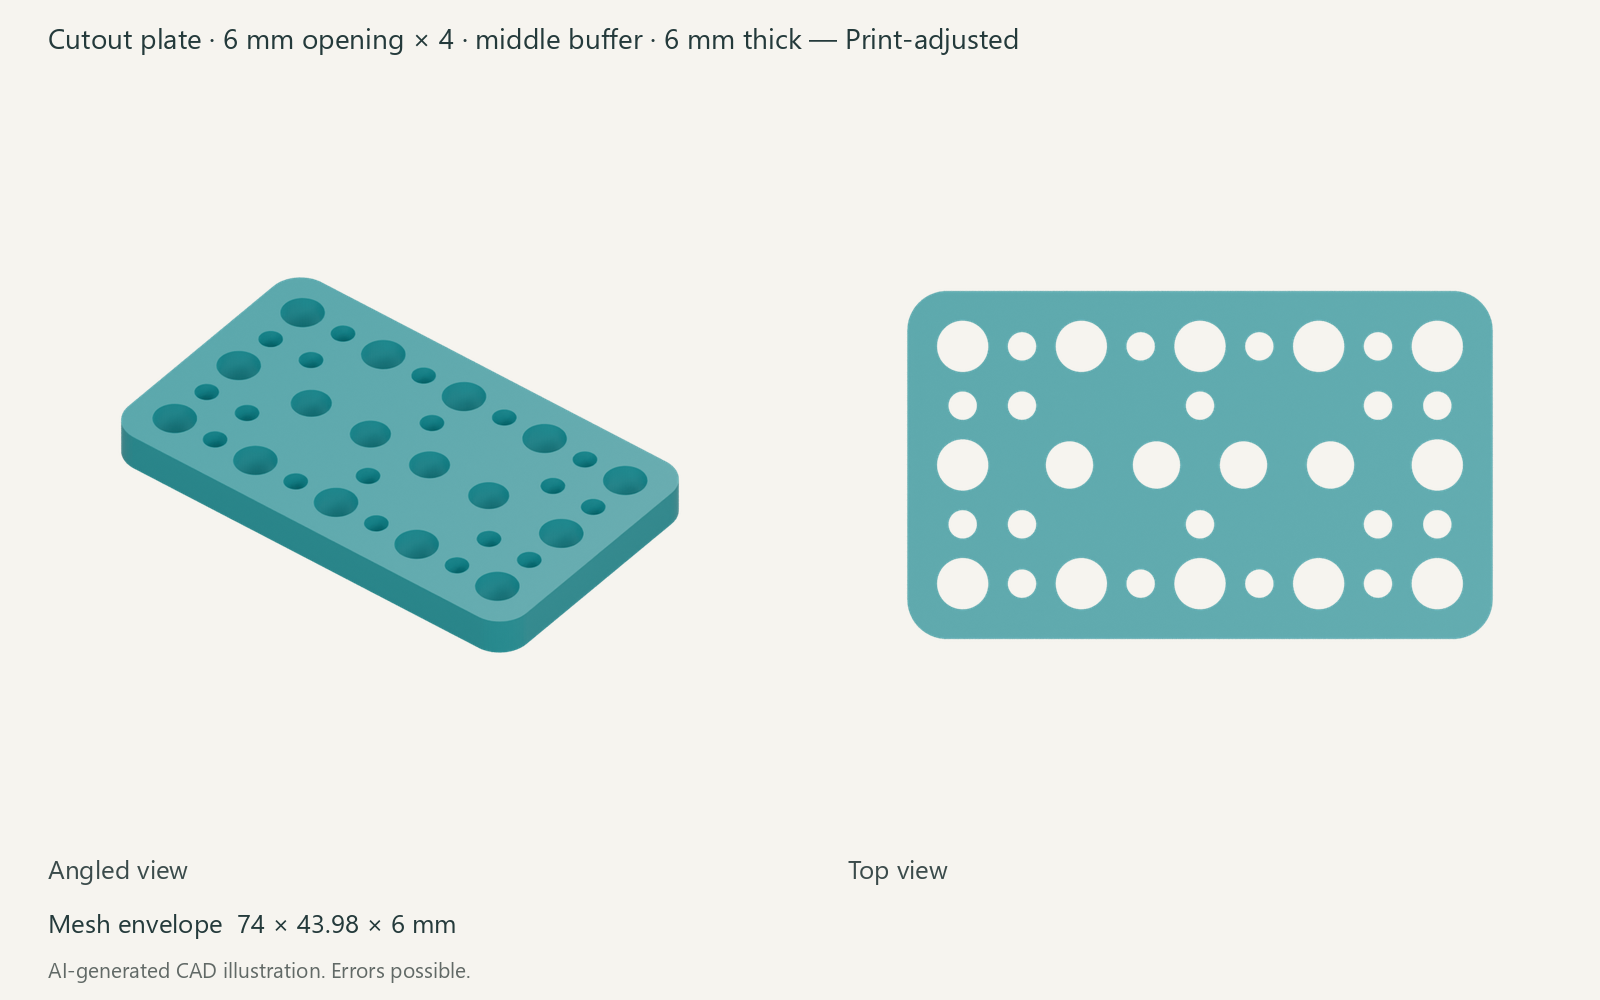 Cutout plate · 6 mm opening × 4 · middle buffer · 6 mm thick — Print-adjusted
Angled view
Top view
Mesh envelope 74 × 43.98 × 6 mm
AI-generated CAD illustration. Errors possible.